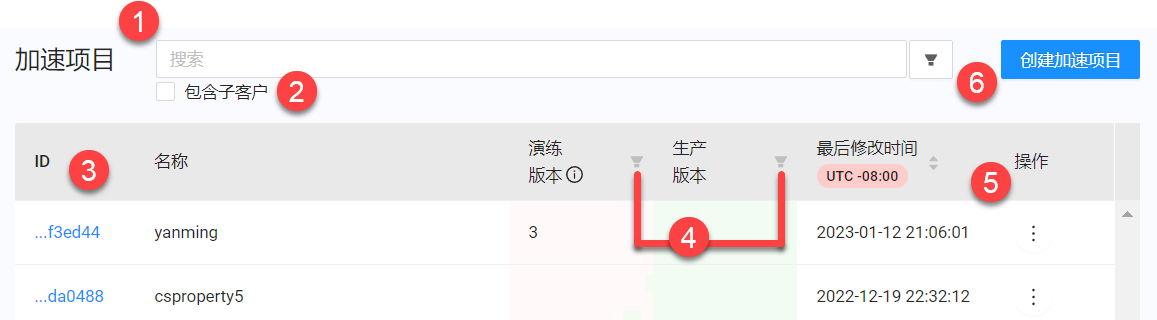 1
加速项目
搜索
6
创建加速项目
包含子客户
2
ID
3
名称
演练
版本
生产
版本
最后修改时间
UTC -08:00
5
操作
...f3ed44
yanming
3
4
2023-01-12 21:06:01
...da0488
csproperty5
2022-12-19 22:32:12